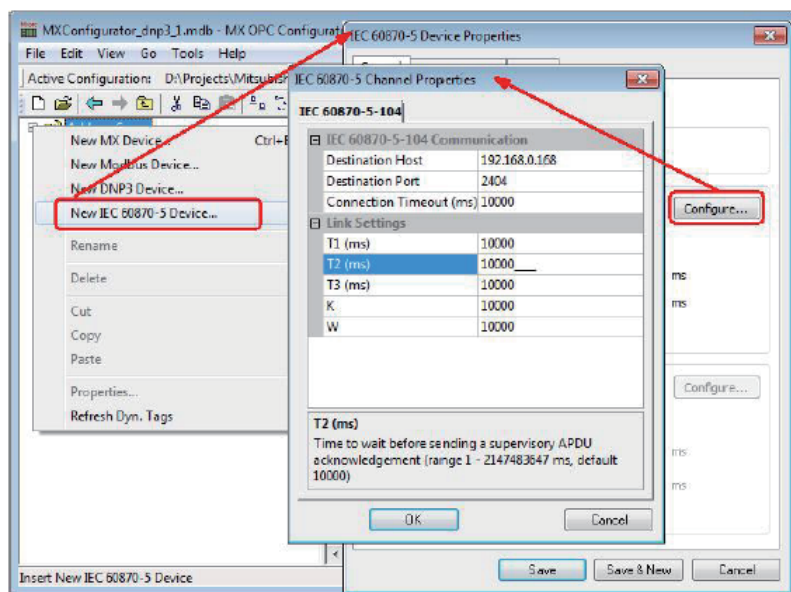 MXConfigurator_dnp3_1.mdb - MX OPC Configurat
File Edit View Go Tools Help
Active Configuration: D:\Projects\Mitsubish
New MX Device... Ctrl+E
New Modbus Device...
New DNP3 Device...
New IEC 60870-5 Device...
Rename
Delete
Cut
Copy
Paste
Properties...
Refresh Dyn. Tags
Insert New IEC 60870-5 Device
IEC 60870-5 Device Properties
Configure...
ms
ms
Configure...
ms
ms
Save Save & New Cancel
IEC 60870-5 Channel Properties
IEC 60870-5-104
IEC 60870-5-104 Communication
Destination Host 192.168.0.168
Destination Port 2404
Connection Timeout (ms) 10000
Link Settings
T1 (ms) 10000
T2 (ms) 10000
T3 (ms) 10000
K 10000
W 10000
T2 (ms)
Time to wait before sending a supervisory APDU
acknowledgement (range 1 - 2147483647 ms, default
10000)
OK Cancel